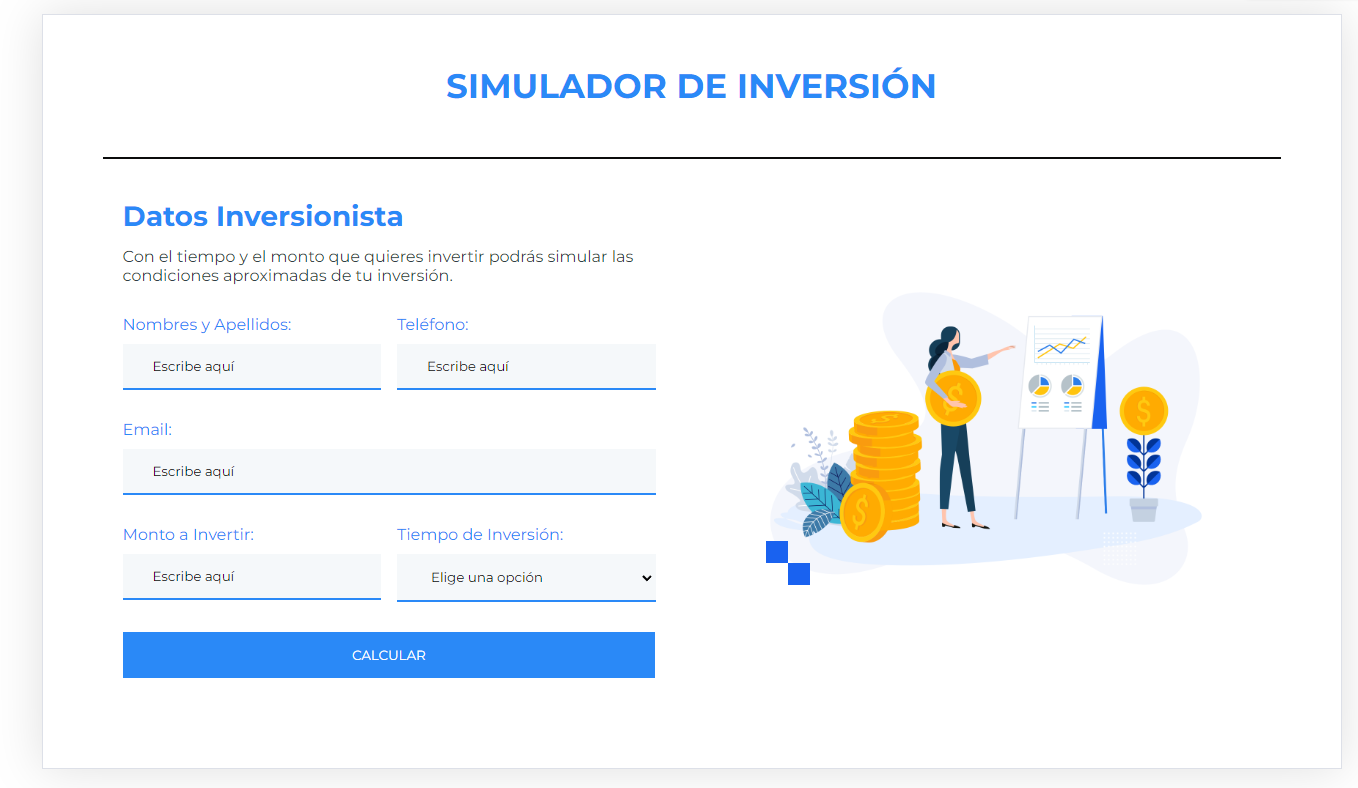 SIMULADOR DE INVERSIÓN
Datos Inversionista
Con el tiempo y el monto que quieres invertir podrás simular las
condiciones aproximadas de tu inversión.
Nombres y Apellidos:
Teléfono:
Escribe aquí
Escribe aquí
Email:
Escribe aquí
Monto a Invertir:
Tiempo de Inversión:
Escribe aquí
Elige una opción
CALCULAR
$
$
$
$